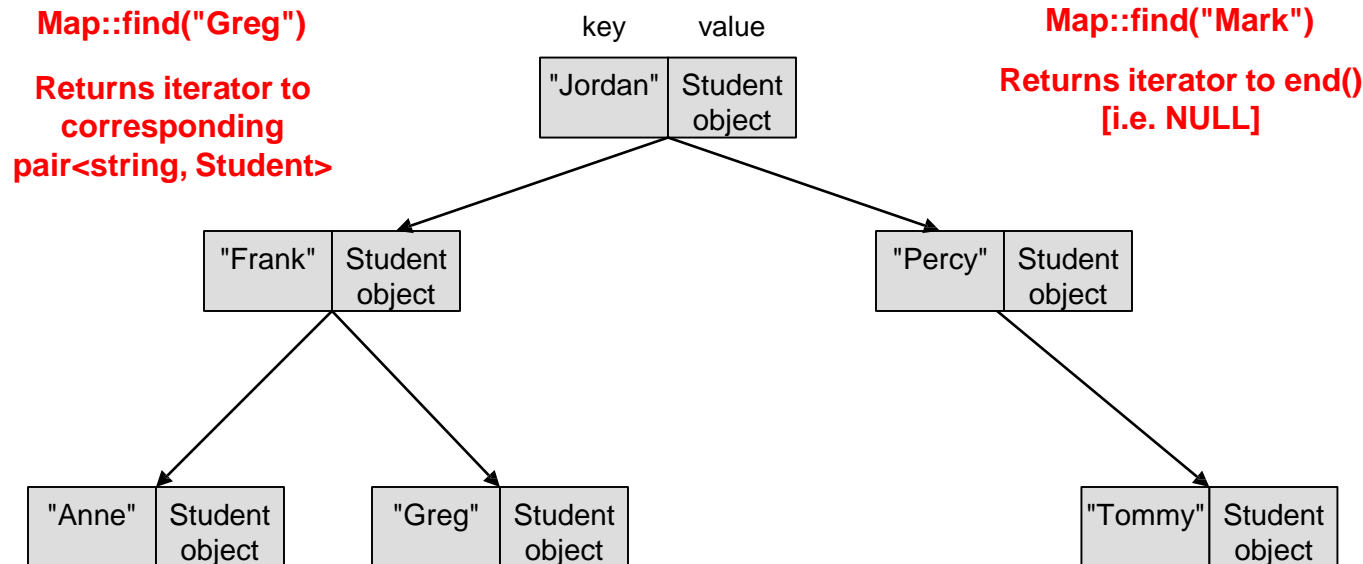 Map::find("Greg")
Returns iterator to
corresponding
pair<string, Student>
key value
Map::find("Mark")
Returns iterator to end()
[i.e. NULL]
"Jordan" Student
object
"Frank" Student
object
"Percy" Student
object
"Anne" Student
object
"Greg" Student
object
"Tommy" Student
object